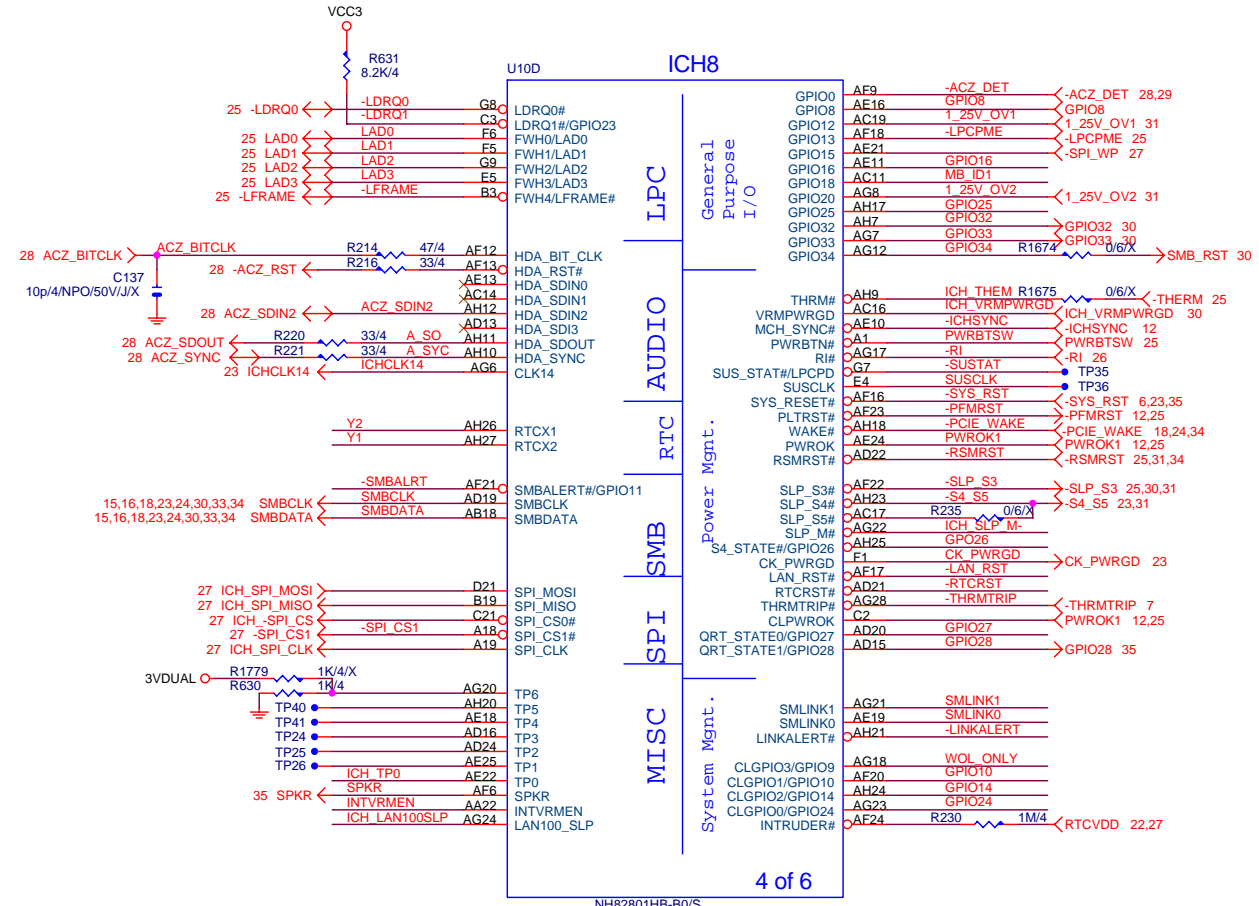 VCC3
R631
8.2K/4
U10D
ICH8
25 -LDRQ0 -LDRQ0 G8 LDRQ0#
-LDRQ1 C3 LDRQ1#/GPIO23
25 LAD0 LAD0 F6 FWH0/LAD0
25 LAD1 LAD1 F5 FWH1/LAD1
25 LAD2 LAD2 G9 FWH2/LAD2
25 LAD3 LAD3 E5 FWH3/LAD3
25 -LFRAME -LFRAME B3 FWH4/LFRAME#
LPC
28 ACZ_BITCLK ACZ_BITCLK R214 47/4 AF12 HDA_BIT_CLK
28 -ACZ_RST R216 33/4 AF13 HDA_RST#
C137
10p/4/NPO/50V/J/X
AE13 HDA_SDIN0
AC14 HDA_SDIN1
28 ACZ_SDIN2 ACZ_SDIN2 AH12 HDA_SDIN2
AD13 HDA_SDI3
28 ACZ_SDOUT R220 33/4 A_SO AH11 HDA_SDOUT
28 ACZ_SYNC R221 33/4 A_SYC AH10 HDA_SYNC
23 ICHCLK14 ICHCLK14 AG6 CLK14
AUDIO
Y2 AH26 RTCX1
Y1 AH27 RTCX2
RTC
-SMBALRT AF21 SMBALERT#/GPIO11
15,16,18,23,24,30,33,34 SMBCLK SMBCLK AD19 SMBCLK
15,16,18,23,24,30,33,34 SMBDATA SMBDATA AB18 SMBDATA
SMB
27 ICH_SPI_MOSI D21 SPI_MOSI
27 ICH_SPI_MISO B19 SPI_MISO
27 ICH_-SPI_CS C21 SPI_CS0#
27 -SPI_CS1 -SPI_CS1 A18 SPI_CS1#
27 ICH_SPI_CLK A19 SPI_CLK
SPI
3VDUAL R1779 1K/4/X
R630 1K/4
AG20 TP6
TP40 AH20 TP5
TP41 AE18 TP4
TP24 AD16 TP3
TP25 AD24 TP2
TP26 AE25 TP1
ICH_TP0 AE22 TP0
35 SPKR SPKR AF6 SPKR
INTVRMEN AA22 INTVRMEN
ICH_LAN100SLP AG24 LAN100_SLP
MISC
General
Purpose
I/O
GPIO0 AF9 -ACZ_DET -ACZ_DET 28,29
GPIO8 AE16 GPIO8 GPIO8
GPIO12 AC19 1_25V_OV1 1_25V_OV1 31
GPIO13 AF18 -LPCPME -LPCPME 25
GPIO15 AE21 -SPI_WP 27
GPIO16 AE11 GPIO16
GPIO18 AC11 MB_ID1
GPIO20 AG8 1_25V_OV2 1_25V_OV2 31
GPIO25 AH17 GPIO25
GPIO32 AH7 GPIO32 GPIO32 30
GPIO33 AG7 GPIO33 GPIO33 30
GPIO34 AG12 GPIO34 R1674 0/6/X SMB_RST 30
Power Mgnt.
THRM# AH9 ICH_THEM R1675 0/6/X -THERM 25
VRMPWRGD AC16 ICH_VRMPWRGD ICH_VRMPWRGD 30
MCH_SYNC# AE10 -ICHSYNC -ICHSYNC 12
PWRBTN# A1 PWRBTSW PWRBTSW 25
RI# AG17 -RI -RI 26
SUS_STAT#/LPCPD G7 -SUSTAT TP35
SUSCLK E4 SUSCLK TP36
SYS_RESET# AF16 -SYS_RST -SYS_RST 6,23,35
PLTRST# AF23 -PFMRST -PFMRST 12,25
WAKE# AH18 -PCIE_WAKE -PCIE_WAKE 18,24,34
PWROK AE24 PWROK1 PWROK1 12,25
RSMRST# AD22 -RSMRST -RSMRST 25,31,34
SLP_S3# AF22 -SLP_S3 -SLP_S3 25,30,31
SLP_S4# AH23 -S4_S5 -S4_S5 23,31
SLP_S5# AC17 R235 0/6/X
SLP_M# AG22 ICH_SLP_M-
S4_STATE#/GPIO26 AH25 GPO26
CK_PWRGD F1 CK_PWRGD CK_PWRGD 23
LAN_RST# AF17 -LAN_RST
RTCRST# AD21 -RTCRST
THRMTRIP# AG28 -THRMTRIP -THRMTRIP 7
CLPWROK C2 PWROK1 12,25
QRT_STATE0/GPIO27 AD20 GPIO27
QRT_STATE1/GPIO28 AD15 GPIO28 GPIO28 35
System Mgnt.
SMLINK1 AG21 SMLINK1
SMLINK0 AE19 SMLINK0
LINKALERT# AH21 -LINKALERT
CLGPIO3/GPIO9 AG18 WOL_ONLY
CLGPIO1/GPIO10 AF20 GPIO10
CLGPIO2/GPIO14 AH24 GPIO14
CLGPIO0/GPIO24 AG23 GPIO24
INTRUDER# AF24 R230 1M/4 RTCVDD 22,27
4 of 6
NH82801HB-B0/S